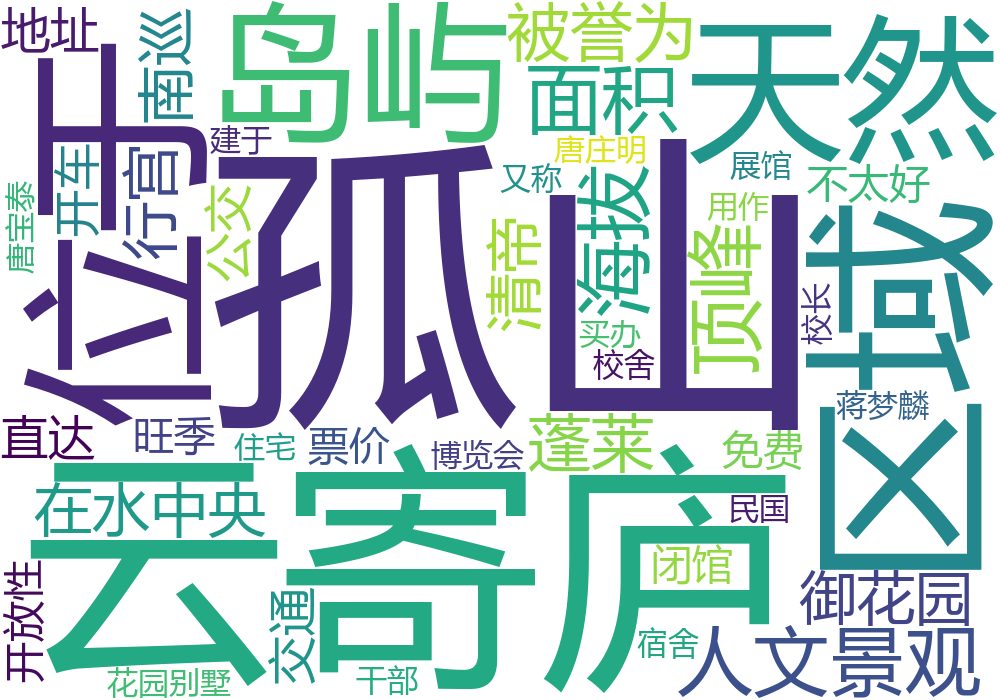 地址
南巡
岛屿
被誉为
天然
面积
位于
建于
开车
行宫
唐庄明
展馆
又称
不太好
用作
唐宝泰
公交
孤山
清帝
海拔
顶峰
区域
买办
校舍
校长
蒋梦麟
直达
旺季
住宅
票价
博览会
蓬莱
免费
云寄庐
在水中央
民国
闭馆
开放性
交通
御花园
宿舍
人文景观
花园别墅
干部